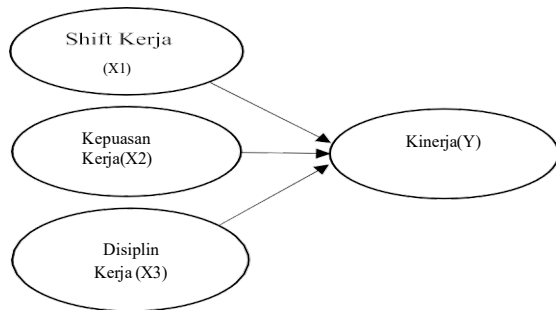 Shift Kerja
(X1)
Kepuasan
Kerja(X2)
Kinerja(Y)
Disiplin
Kerja (X3)